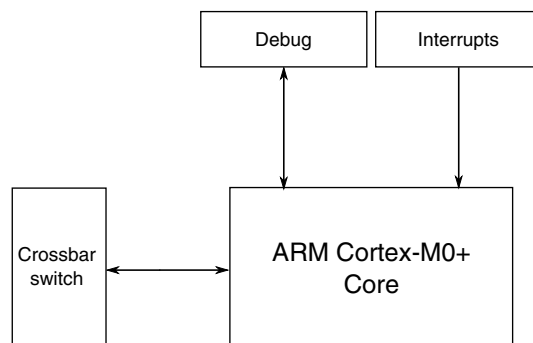 Debug
Interrupts
Crossbar
switch
ARM Cortex-M0+
Core